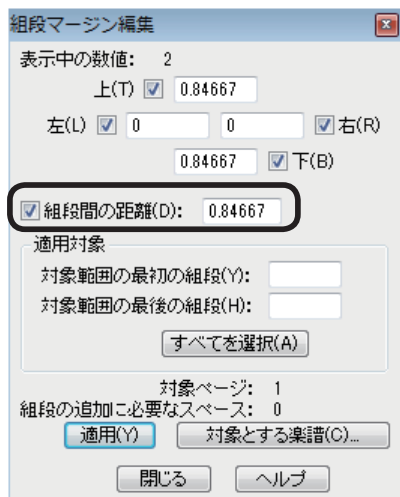 組段マージン編集
表示中の数値: 2
上(T) 0.84667
左(L) 0 0 右(R)
0.84667 下(B)
組段間の距離(D): 0.84667
適用対象
対象範囲の最初の組段(Y):
対象範囲の最後の組段(H):
すべてを選択(A)
対象ページ: 1
組段の追加に必要なスペース: 0
適用(Y) 対象とする楽譜(C)...
閉じる ヘルプ